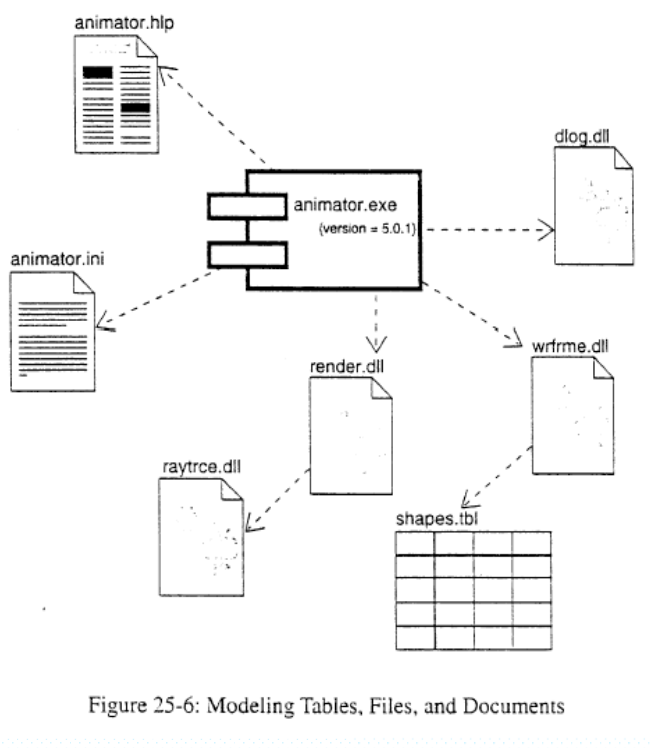 animator.hlp
dlog.dll
animator.exe
{version = 5.0.1}
animator.ini
wrfrme.dll
render.dll
raytrce.dll
shapes.tbl
Figure 25-6: Modeling Tables, Files, and Documents